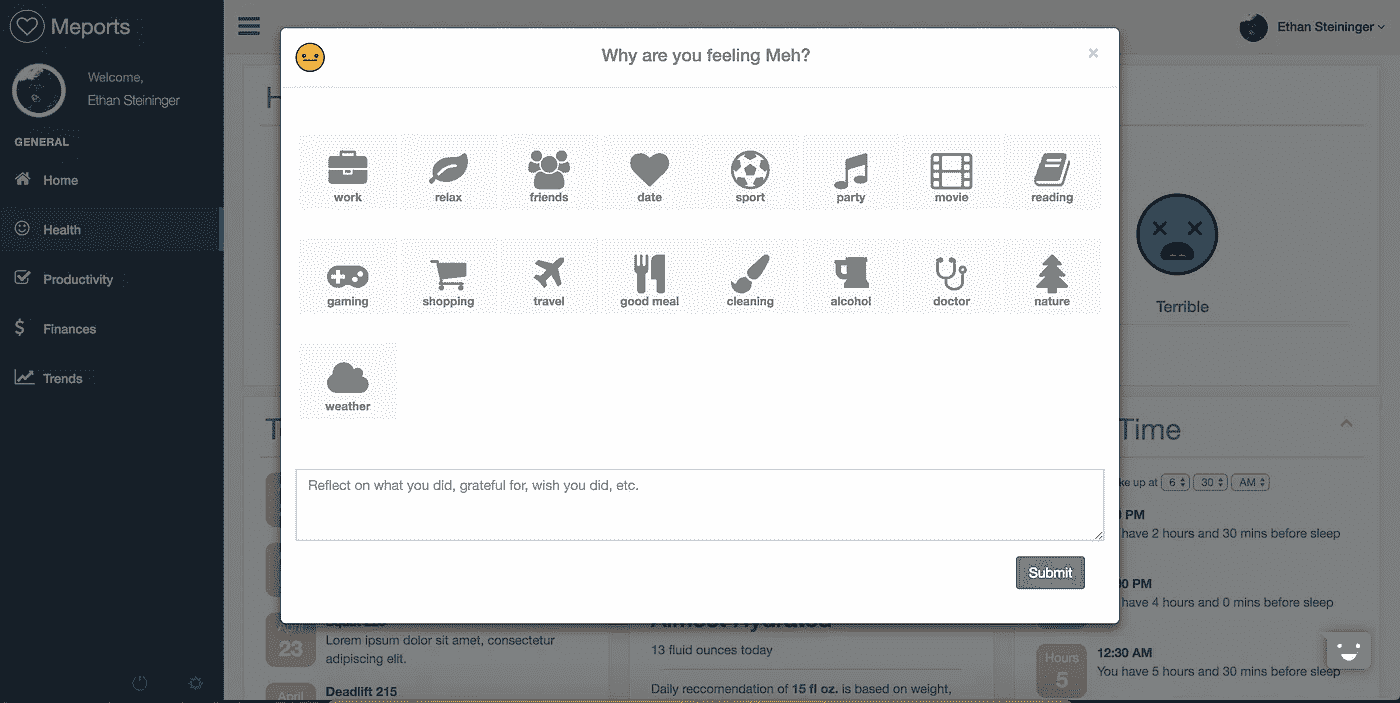 Meports
Ethan Steininger
Welcome,
Ethan Steininger
GENERAL
Home
Health
Productivity
Finances
Trends
Why are you feeling Meh?
work relax friends date sport party movie reading
gaming shopping travel good meal cleaning alcohol doctor nature
weather
Reflect on what you did, grateful for, wish you did, etc.
Submit
Terrible
Time
up at 6 30 AM
PM
have 2 hours and 30 mins before sleep
PM
have 4 hours and 0 mins before sleep
12:30 AM
You have 5 hours and 30 mins before sleep
Hours
5
April
23
Lorem ipsum dolor sit amet, consectetur
adipiscing elit.
April
Deadlift 215
Almost Hydrated
13 fluid ounces today
Daily reccomendation of 15 fl oz. is based on weight,